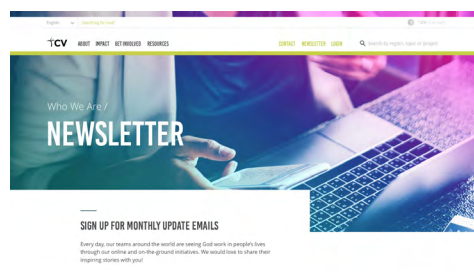 English
CV
ABOUT IMPACT GET INVOLVED RESOURCES
CONTACT NEWSLETTER LOGIN
Search by region, topic or project
Who We Are /
NEWSLETTER
SIGN UP FOR MONTHLY UPDATE EMAILS
Every day, our teams around the world are seeing God work in people's lives
through our online and on-the-ground initiatives. We would love to share their
inspiring stories with you!